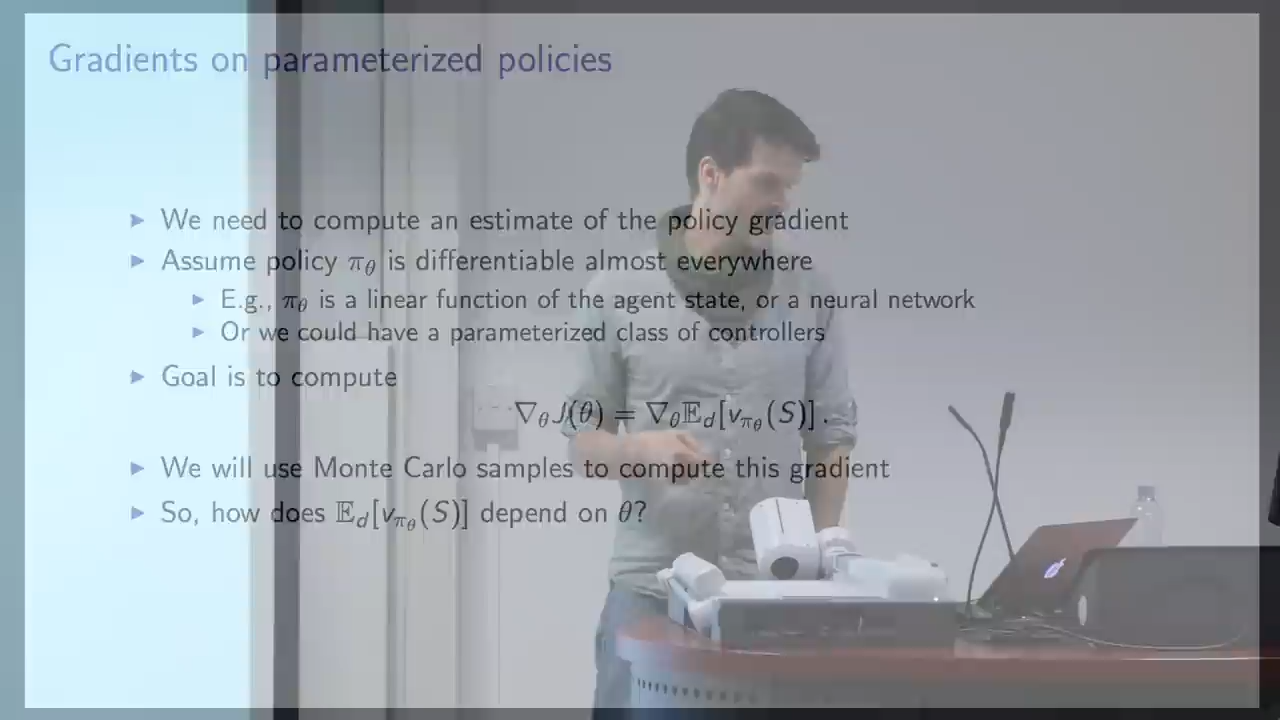 Gradients on parameterized policies
▶ We need to compute an estimate of the policy gradient
▶ Assume policy π_θ is differentiable almost everywhere
▶ E.g., π_θ is a linear function of the agent state, or a neural network
▶ Or we could have a parameterized class of controllers
▶ Goal is to compute
∇_θ J(θ) = ∇_θ 𝔼_d[v_{π_θ}(S)] .
▶ We will use Monte Carlo samples to compute this gradient
▶ So, how does 𝔼_d[v_{π_θ}(S)] depend on θ?